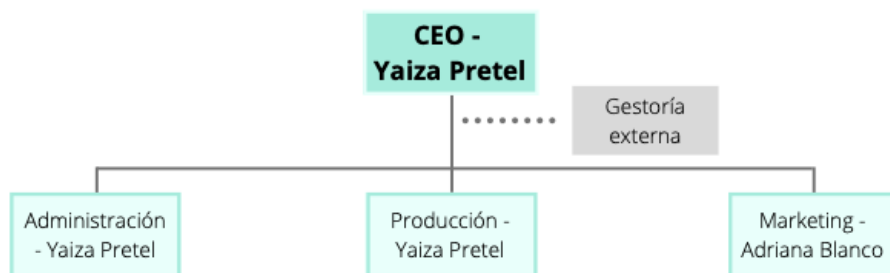 CEO -
Yaiza Pretel
Gestoría
externa
Administración
- Yaiza Pretel
Producción -
Yaiza Pretel
Marketing -
Adriana Blanco